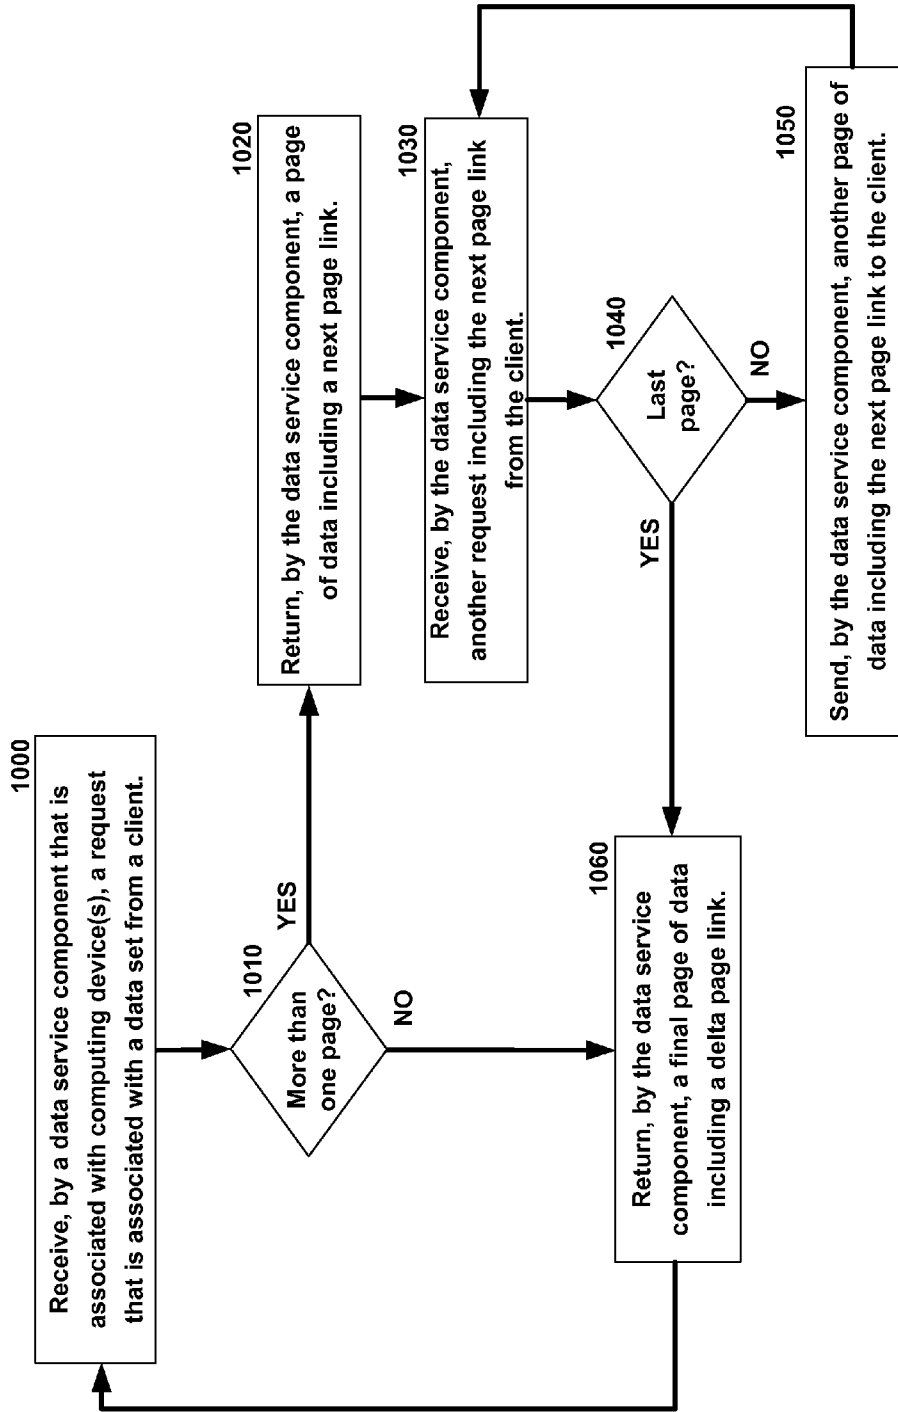 1000
Receive, by a data service component that is
associated with computing device(s), a request
that is associated with a data set from a client.
1010
More than
one page?
YES
NO
1020
Return, by the data service component, a page
of data including a next page link.
1030
Receive, by the data service component,
another request including the next page link
from the client.
1040
Last
page?
YES
NO
1050
Send, by the data service component, another page of
data including the next page link to the client.
1060
Return, by the data service
component, a final page of data
including a delta page link.